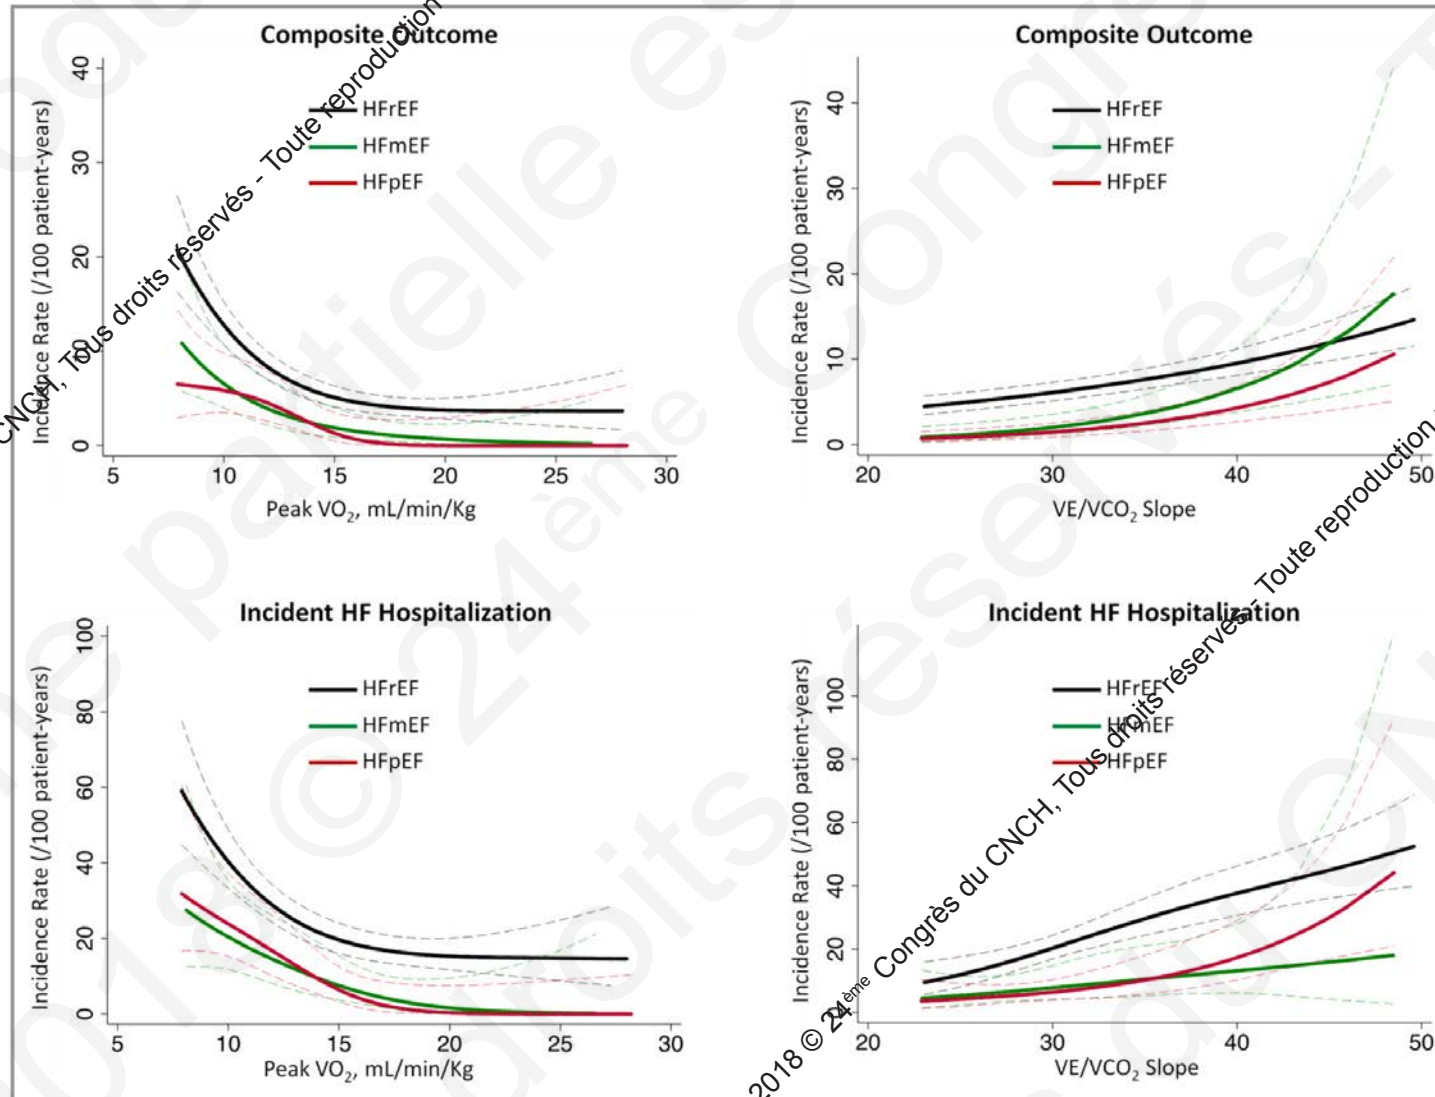 Composite Outcome
Incidence Rate (/100 patient-years)
40
30
20
10
0
HFrEF
HFmEF
HFpEF
5 10 15 20 25 30
Peak VO₂, mL/min/Kg
Composite Outcome
Incidence Rate (/100 patient-years)
40
30
20
10
0
HFrEF
HFmEF
HFpEF
20 30 40 50
VE/VCO₂ Slope
Incident HF Hospitalization
Incidence Rate (/100 patient-years)
100
80
60
40
20
0
HFrEF
HFmEF
HFpEF
5 10 15 20 25 30
Peak VO₂, mL/min/Kg
Incident HF Hospitalization
Incidence Rate (/100 patient-years)
100
80
60
40
20
0
HFrEF
HFmEF
HFpEF
20 30 40 50
VE/VCO₂ Slope
CNCH, Tous droits réservés - Toute reproduction
2018 © 24ème Congrès du CNCH, Tous droits réservés - Toute reproduction
© 24ème Congrès
partielle
droits réservés -